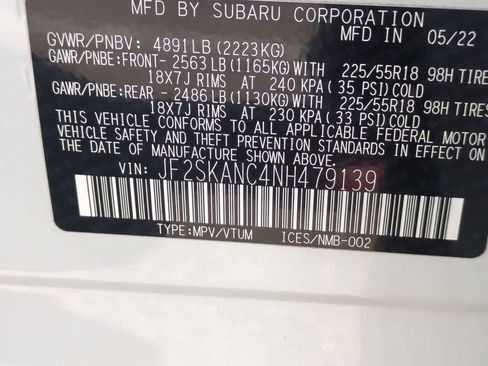 MFD BY SUBARU CORPORATION
MFD IN 05/22
GVWR/PNBV: 4891LB(2223KG)
GAWR/PNBE:FRONT- 2563LB(1165KG)WITH 225/55R18 98H TIRES
18X7J RIMS AT 240 KPA(35 PSI)COLD
GAWR/PNBE:REAR - 2486LB(1130KG)WITH 225/55R18 98H TIRES
18X7J RIMS AT 230 KPA(33 PSI)COLD
THIS VEHICLE CONFORMS TO ALL APPLICABLE FEDERAL MOTOR
VEHICLE SAFETY AND THEFT PREVENTION STANDARDS IN EFFECT ON
THE DATE OF MANUFACTURE SHOWN ABOVE.
VIN: JF2SKANC4NH479139
TYPE:MPV/VTUM ICES/NMB-002